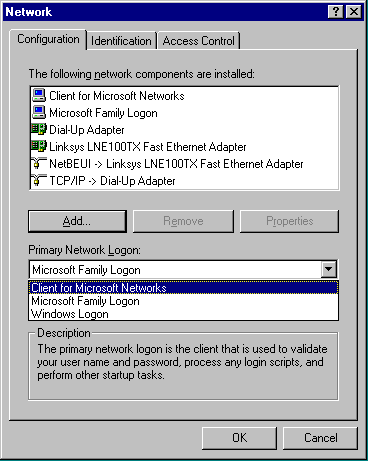 Network
Configuration Identification Access Control
The following network components are installed:
Client for Microsoft Networks
Microsoft Family Logon
Dial-Up Adapter
Linksys LNE100TX Fast Ethernet Adapter
NetBEUI -> Linksys LNE100TX Fast Ethernet Adapter
TCP/IP -> Dial-Up Adapter
Add... Remove Properties
Primary Network Logon:
Microsoft Family Logon
Client for Microsoft Networks
Microsoft Family Logon
Windows Logon
Description
The primary network logon is the client that is used to validate
your user name and password, process any login scripts, and
perform other startup tasks.
OK Cancel